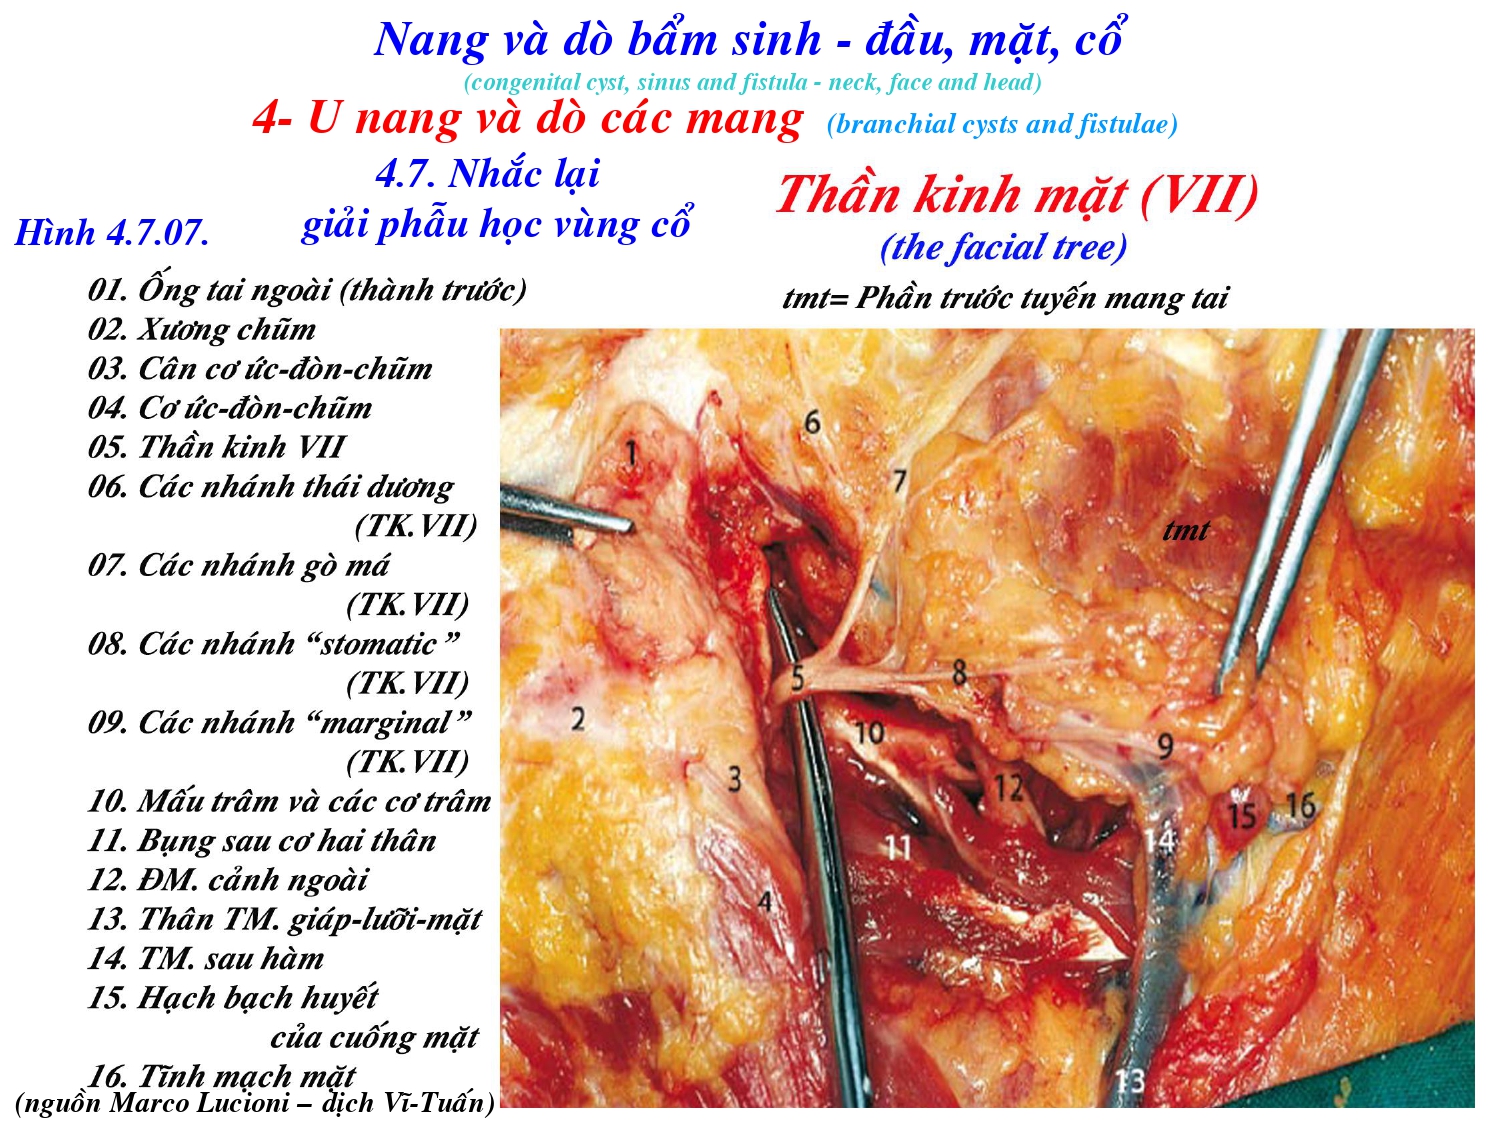 Nang và dò bẩm sinh - đầu, mặt, cổ
(congenital cyst, sinus and fistula - neck, face and head)
4- U nang và dò các mang (branchial cysts and fistulae)
4.7. Nhắc lại
giải phẫu học vùng cổ
Thần kinh mặt (VII)
(the facial tree)
Hình 4.7.07.
tmt= Phần trước tuyến mang tai
01. Ống tai ngoài (thành trước)
02. Xương chũm
03. Cân cơ ức-đòn-chũm
04. Cơ ức-đòn-chũm
05. Thần kinh VII
06. Các nhánh thái dương
(TK.VII)
07. Các nhánh gò má
(TK.VII)
08. Các nhánh “stomatic”
(TK.VII)
09. Các nhánh “marginal”
(TK.VII)
10. Mấu trâm và các cơ trâm
11. Bụng sau cơ hai thân
12. ĐM. cảnh ngoài
13. Thân TM. giáp-lưỡi-mặt
14. TM. sau hàm
15. Hạch bạch huyết
của cuống mặt
16. Tĩnh mạch mặt
(nguồn Marco Lucioni – dịch Vĩ-Tuấn)
6
1
7
tmt
5
8
2
10
9
3
12
15
16
11
14
4
13